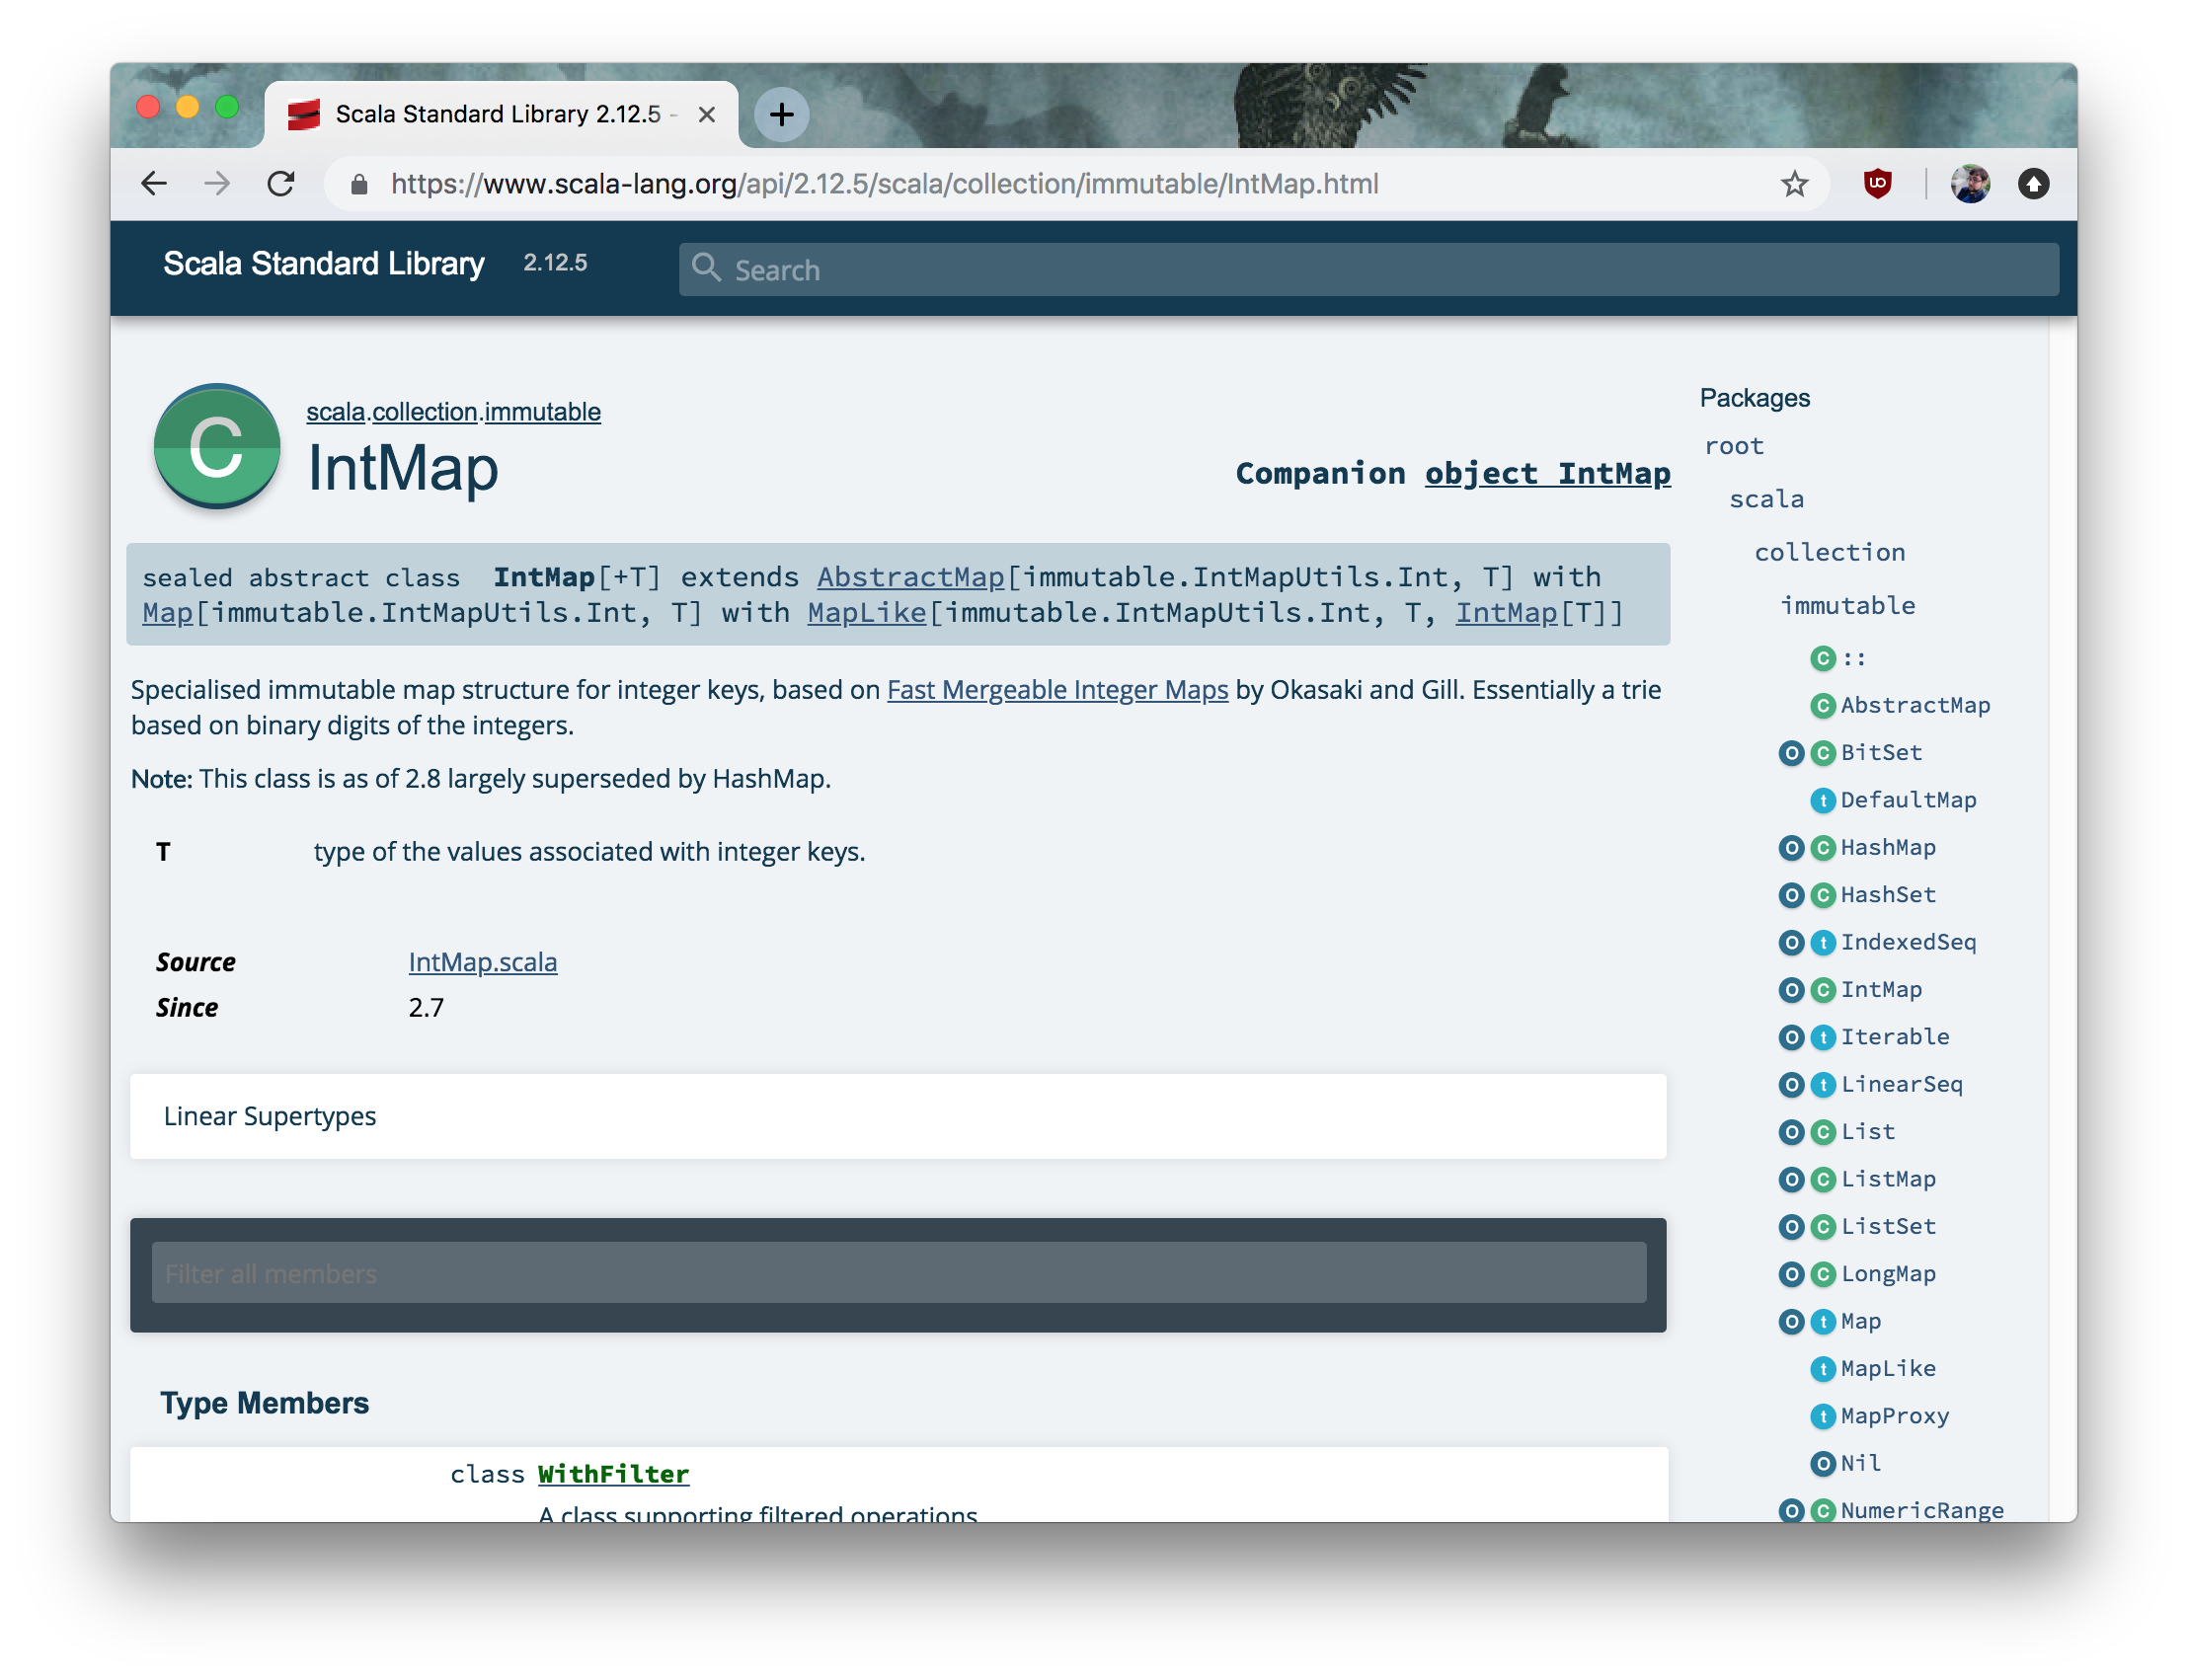 Scala Standard Library 2.12.5 -
https://www.scala-lang.org/api/2.12.5/scala/collection/immutable/IntMap.html
Scala Standard Library 2.12.5
Search
C
scala.collection.immutable
IntMap
Companion object IntMap
sealed abstract class IntMap[+T] extends AbstractMap[immutable.IntMapUtils.Int, T] with
Map[immutable.IntMapUtils.Int, T] with MapLike[immutable.IntMapUtils.Int, T, IntMap[T]]
Specialised immutable map structure for integer keys, based on Fast Mergeable Integer Maps by Okasaki and Gill. Essentially a trie
based on binary digits of the integers.
Note: This class is as of 2.8 largely superseded by HashMap.
T type of the values associated with integer keys.
Source IntMap.scala
Since 2.7
Linear Supertypes
Filter all members
Type Members
class WithFilter
A class supporting filtered operations
Packages
root
scala
collection
immutable
C ::
C AbstractMap
O C BitSet
t DefaultMap
O C HashMap
O C HashSet
O t IndexedSeq
O C IntMap
O t Iterable
O t LinearSeq
O C List
O C ListMap
O C ListSet
O C LongMap
O t Map
t MapLike
t MapProxy
O Nil
O C NumericRange